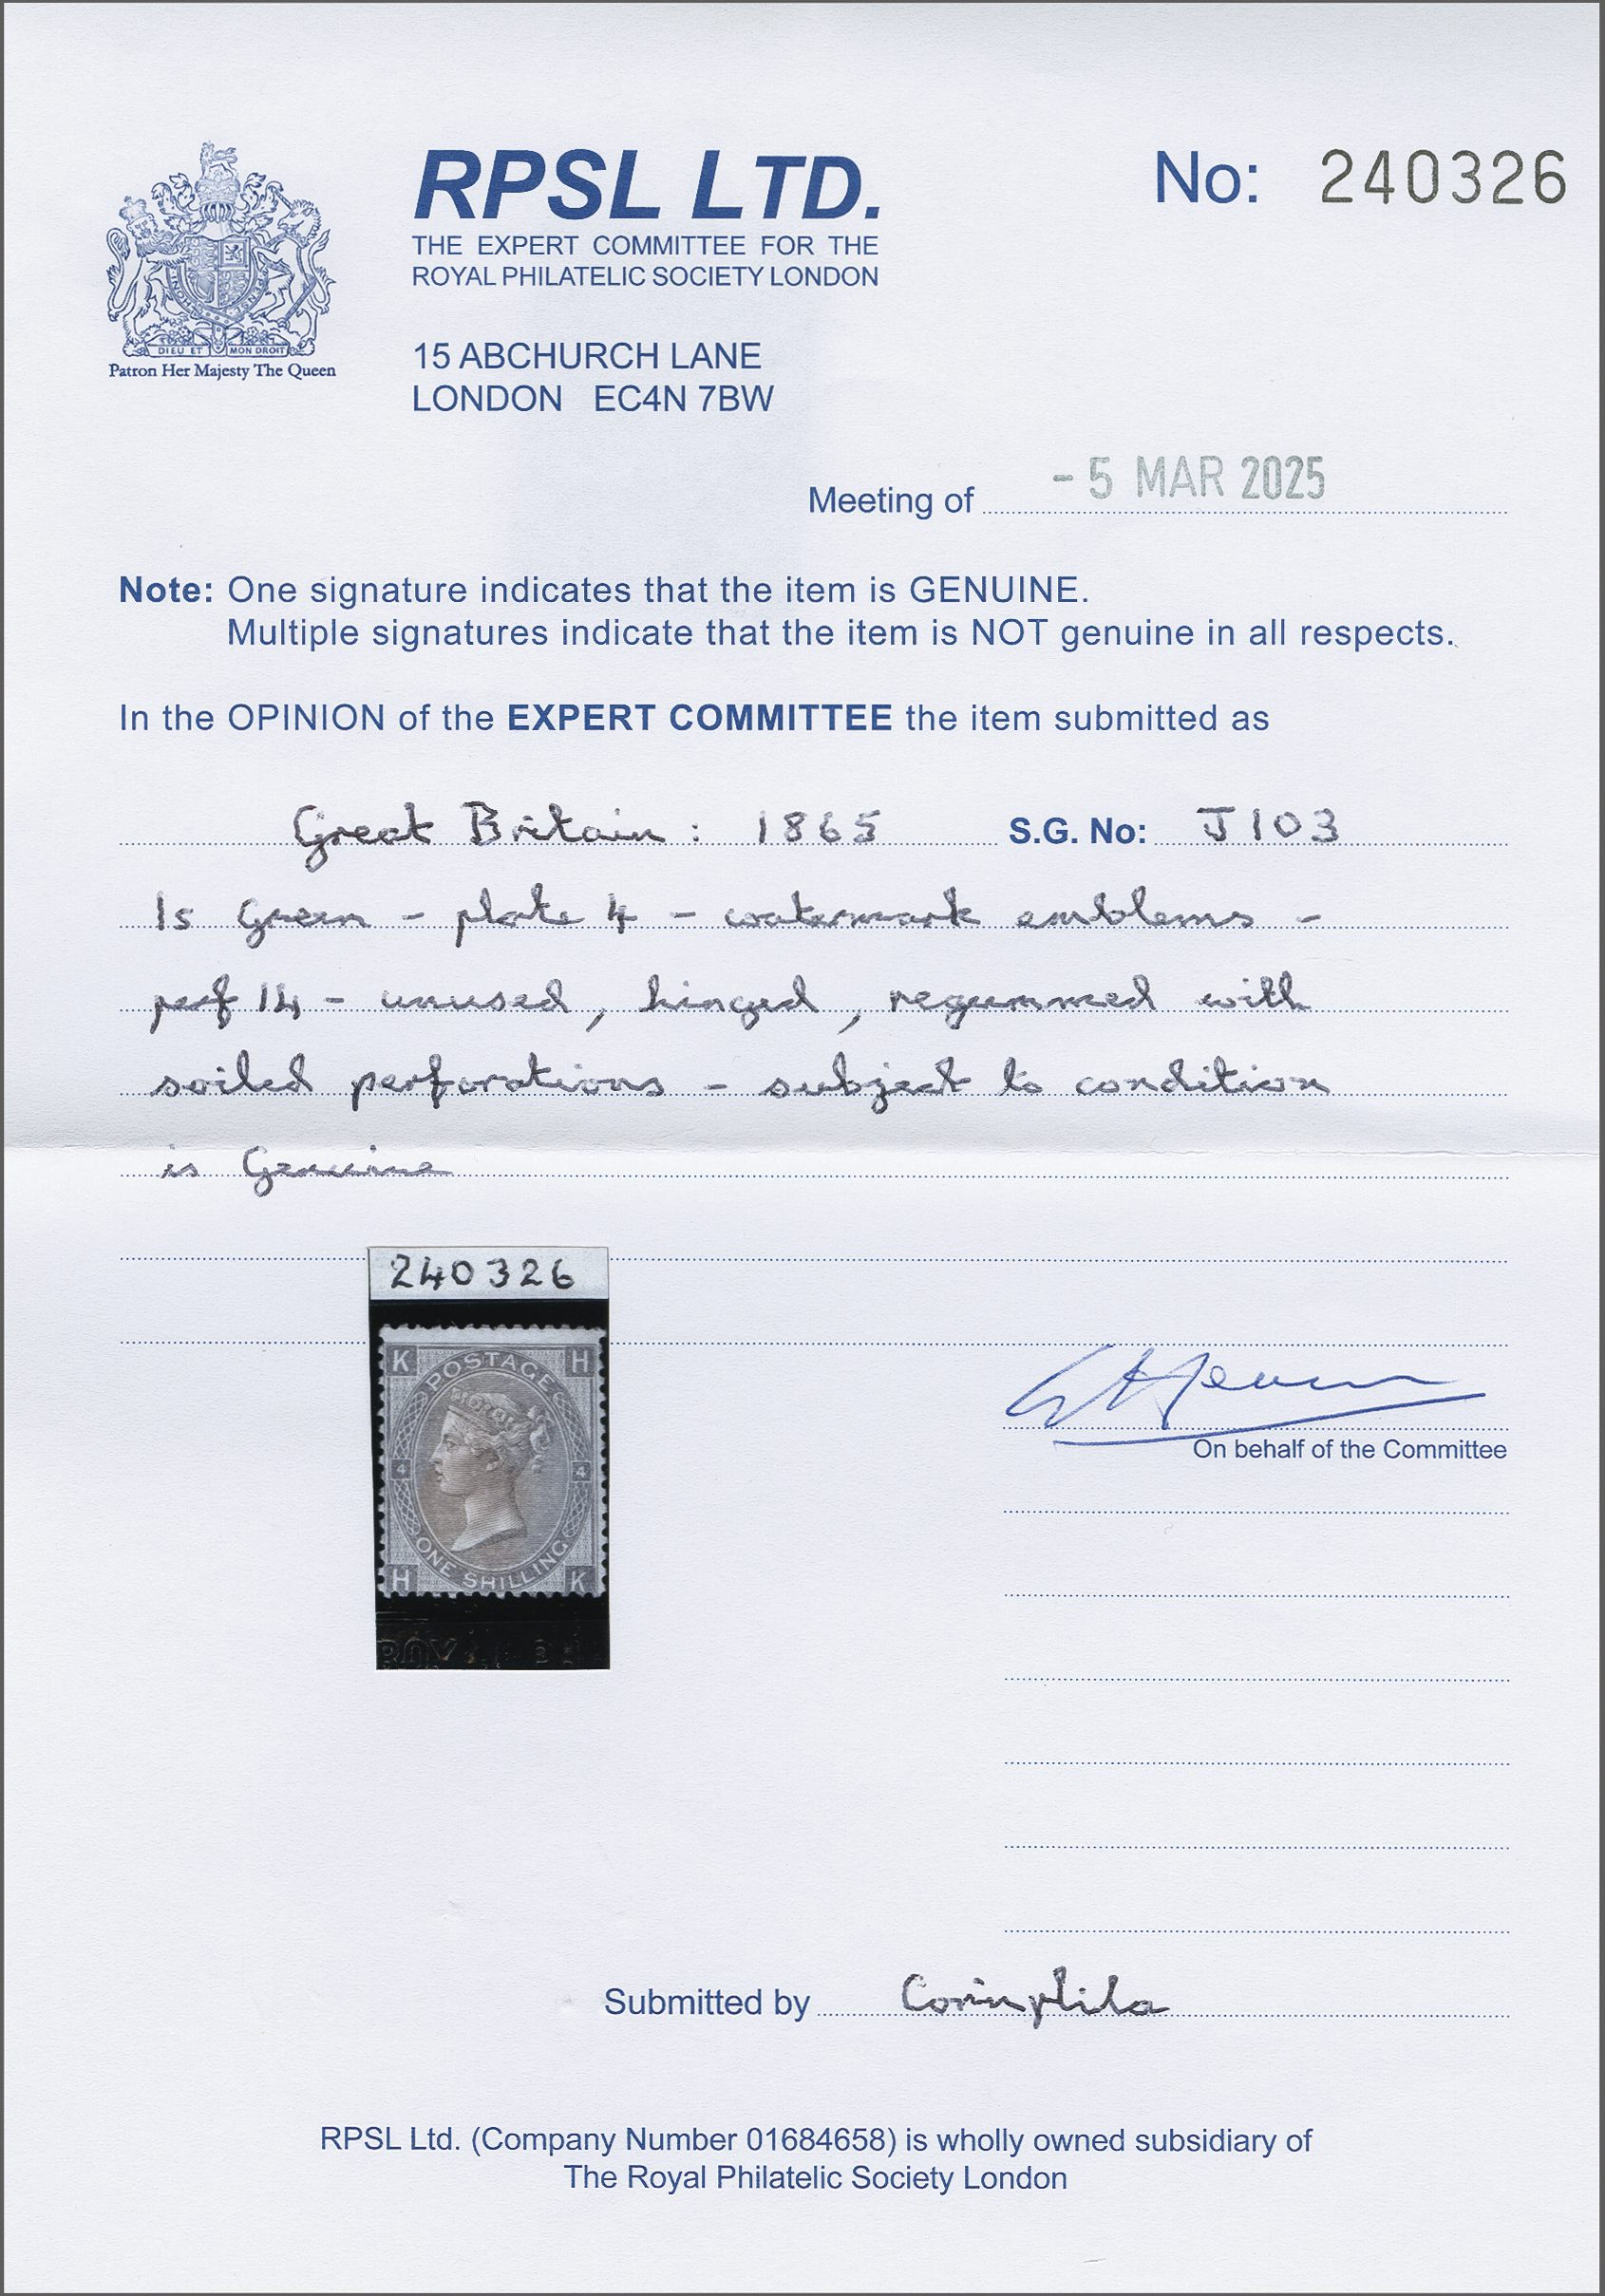 RPSL LTD.
THE EXPERT COMMITTEE FOR THE
ROYAL PHILATELIC SOCIETY LONDON
No: 240326
DIEU ET MON DROIT
Patron Her Majesty The Queen
15 ABCHURCH LANE
LONDON EC4N 7BW
Meeting of - 5 MAR 2025
Note: One signature indicates that the item is GENUINE.
Multiple signatures indicate that the item is NOT genuine in all respects.
In the OPINION of the EXPERT COMMITTEE the item submitted as
Great Britain: 1865 S.G. No: J103
1s Green - plate 4 - watermark emblems -
perf 14 - unused, hinged, regummed with
soiled perforations - subject to condition
is Genuine
240326
K H
POSTAGE
4 4
ONE SHILLING
H K
On behalf of the Committee
Submitted by Corinphila
RPSL Ltd. (Company Number 01684658) is wholly owned subsidiary of
The Royal Philatelic Society London